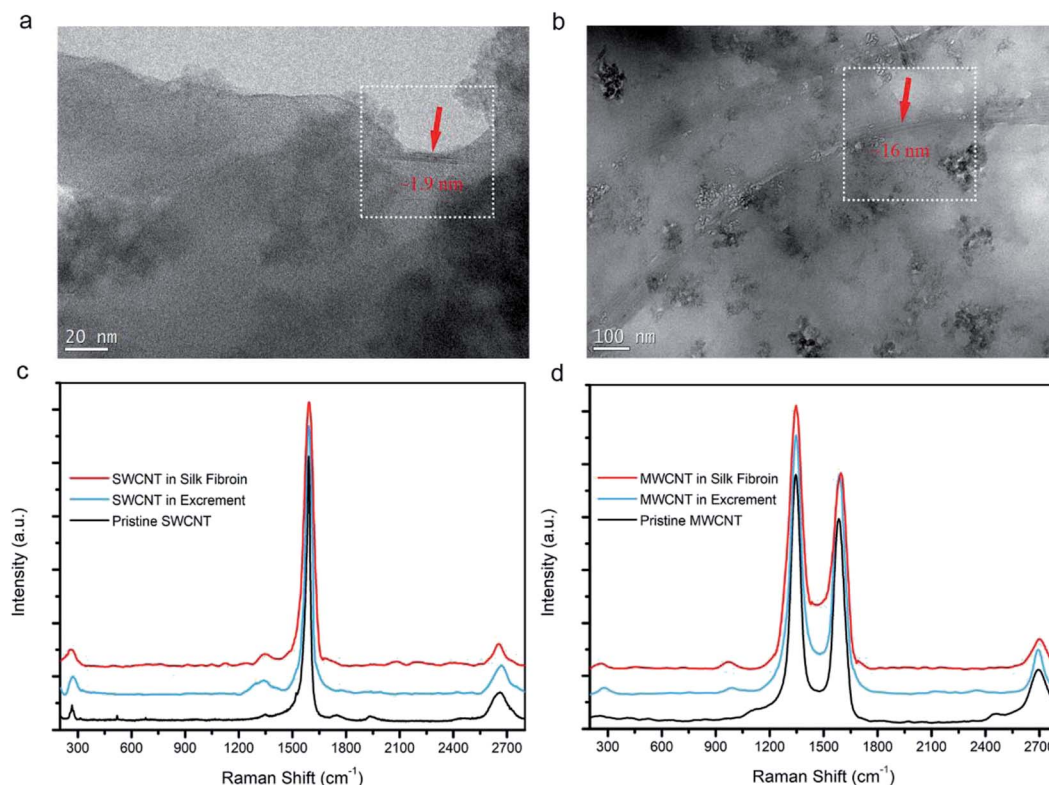 a
b
~1.9 nm
~16 nm
20 nm
100 nm
c
d
SWCNT in Silk Fibroin
SWCNT in Excrement
Pristine SWCNT
Intensity (a.u.)
200 600 900 1200 1500 1800 2100 2400 2700
Raman Shift (cm⁻¹)
MWCNT in Silk Fibroin
MWCNT in Excrement
Pristine MWCNT
Intensity (a.u.)
200 600 900 1200 1500 1800 2100 2400 2700
Raman Shift (cm⁻¹)